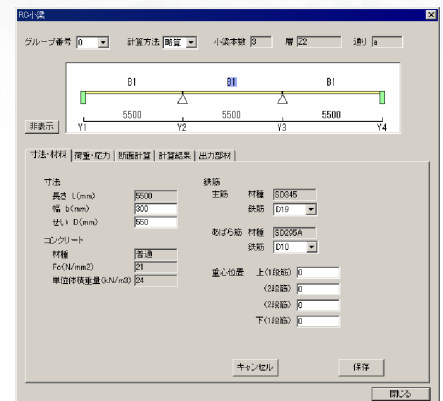 RC小梁
グループ番号 0 計算方法 略算 小梁本数 3 層 Z2 通り a
B1 B1 B1
5500 5500 5500
非表示 Y1 Y2 Y3 Y4
寸法・材料 荷重・応力 断面計算 計算結果 出力部材
寸法 鉄筋
長さ L(mm) 5500 主筋 材種 SD345
幅 b(mm) 300 鉄筋 D19
せい D(mm) 550
コンクリート あばら筋 材種 SD295A
材種 普通 鉄筋 D10
Fc(N/mm2) 21 重心位置 上(1段筋) 0
単位体積重量(kN/m3) 24 (2段筋) 0
(2段筋) 0
下(1段筋) 0
キャンセル 保存
閉じる